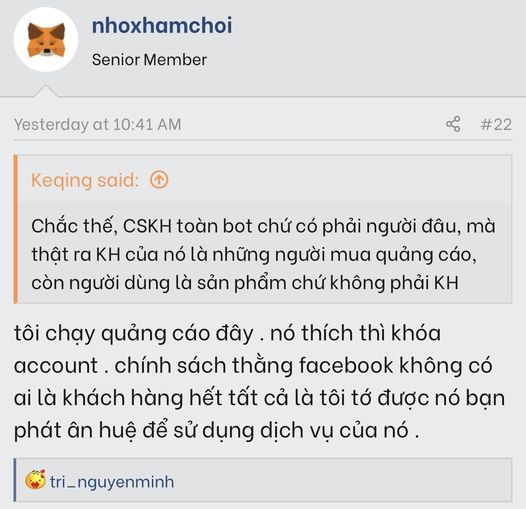 nhoxhamchoi
Senior Member
Yesterday at 10:41 AM
#22
Keqing said:
Chắc thế, CSKH toàn bot chứ có phải người đâu, mà
thật ra KH của nó là những người mua quảng cáo,
còn người dùng là sản phẩm chứ không phải KH
tôi chạy quảng cáo đây . nó thích thì khóa
account . chính sách thằng facebook không có
ai là khách hàng hết tất cả là tôi tớ được nó bạn
phát ân huệ để sử dụng dịch vụ của nó .
tri_nguyenminh